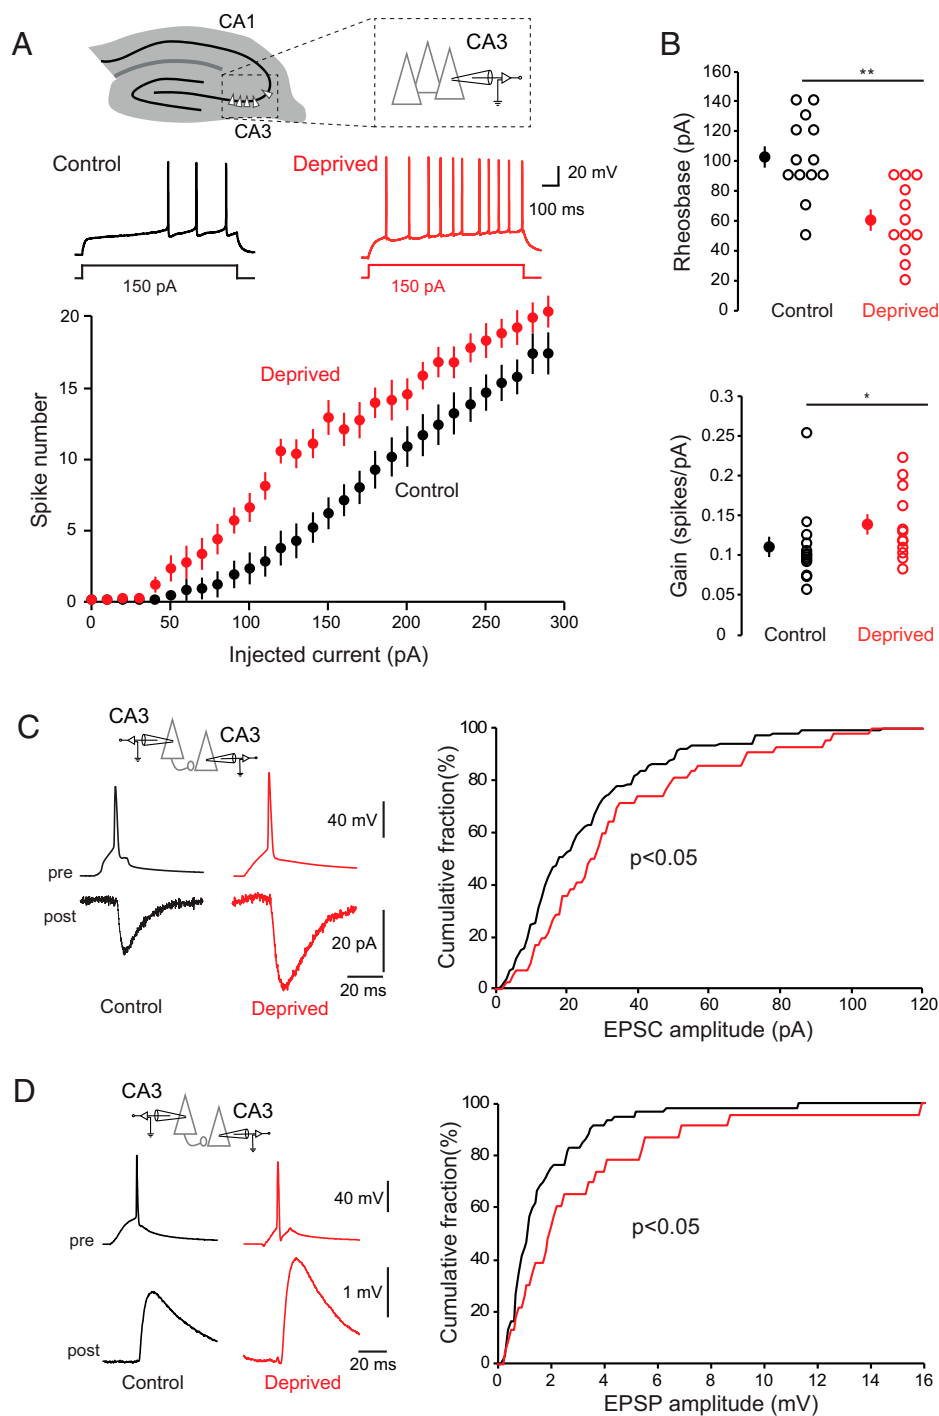 A
CA1
CA3
CA3
Control
Deprived
20 mV
100 ms
150 pA
150 pA
20
15
10
5
0
Spike number
Deprived
Control
0
50
100
150
200
250
300
Injected current (pA)
B
160
140
120
100
80
60
40
20
0
Rheosbase (pA)
**
Control
Deprived
0.3
0.25
0.2
0.15
0.1
0.05
0
Gain (spikes/pA)
*
Control
Deprived
C
CA3
CA3
40 mV
pre
post
20 pA
20 ms
Control
Deprived
100
80
60
40
20
0
Cumulative fraction(%)
p<0.05
0
20
40
60
80
100
120
EPSC amplitude (pA)
D
CA3
CA3
40 mV
pre
1 mV
post
20 ms
Control
Deprived
100
80
60
40
20
0
Cumulative fraction(%)
p<0.05
0
2
4
6
8
10
12
14
16
EPSP amplitude (mV)